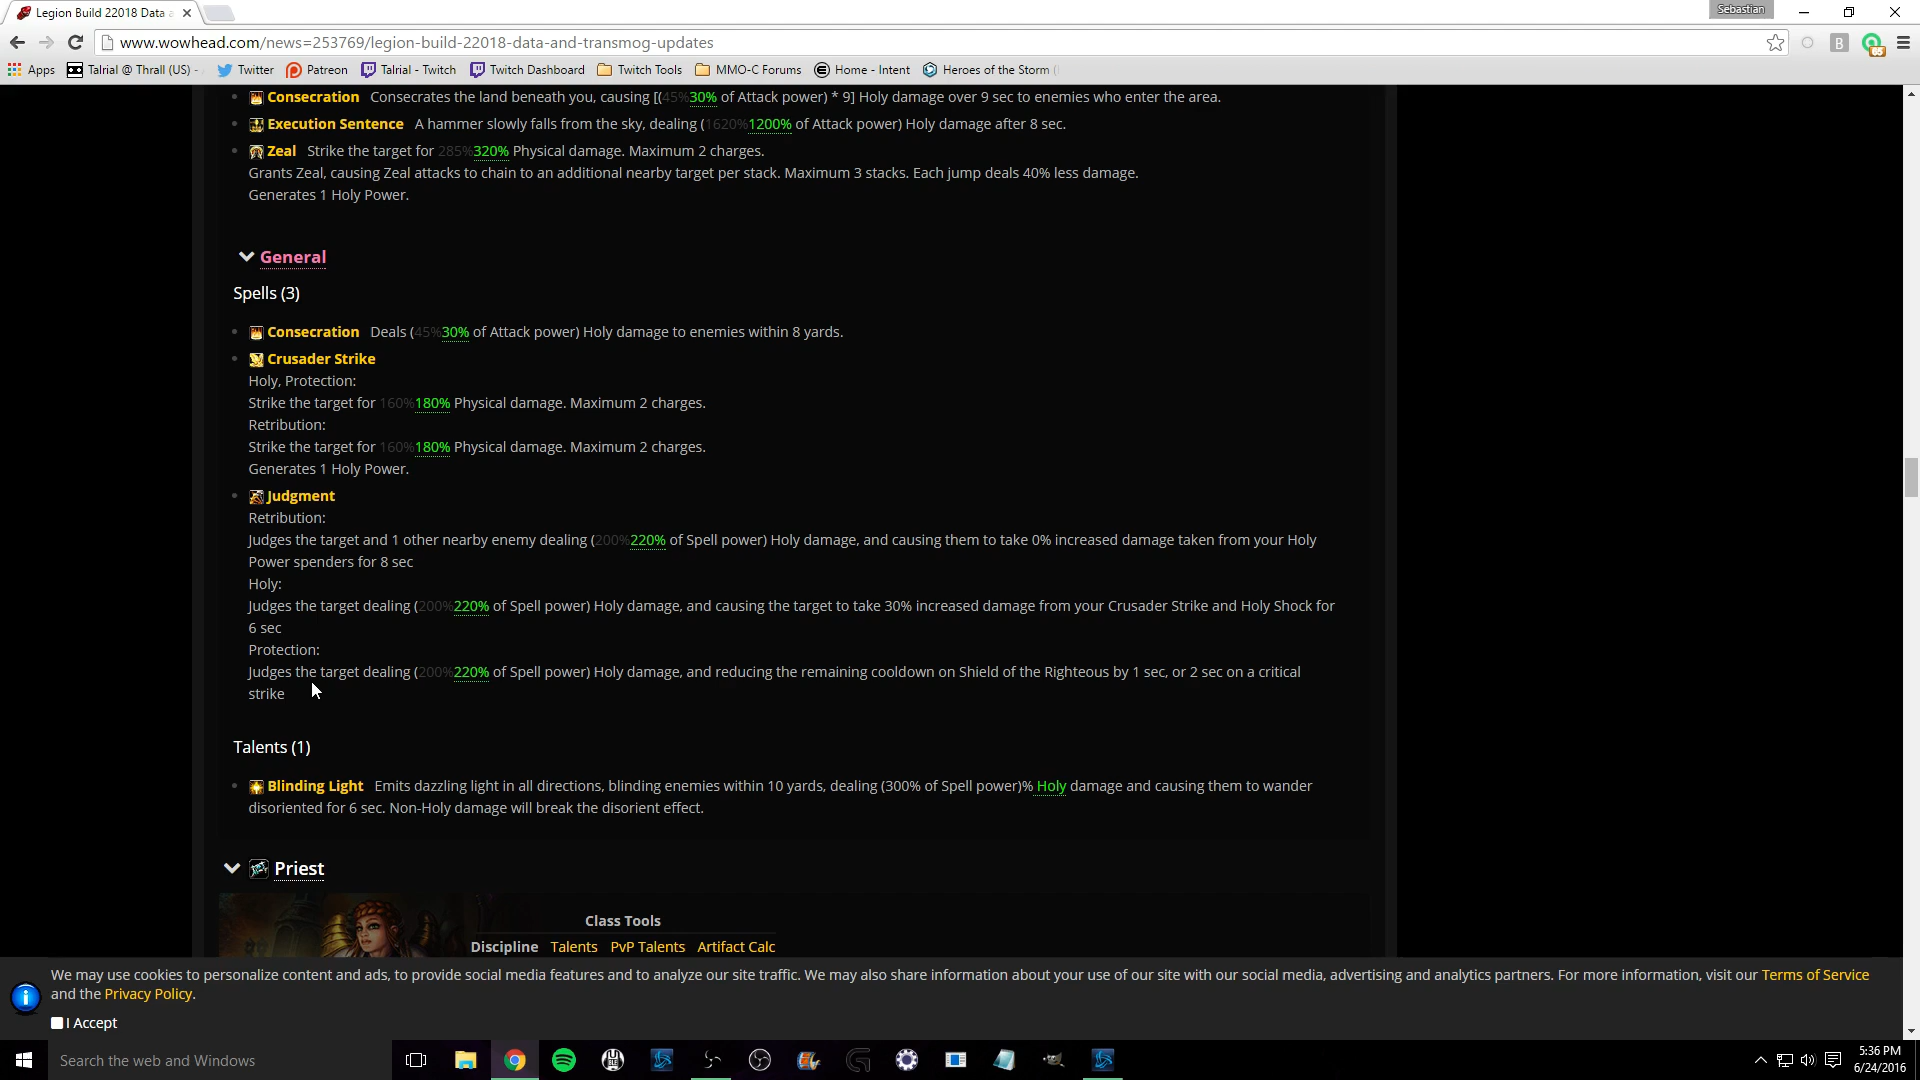 Legion Build 22018 Data a
Sebastian
www.wowhead.com/news=253769/legion-build-22018-data-and-transmog-updates
Apps
Talrial @ Thrall (US) -
Twitter
Patreon
Talrial - Twitch
Twitch Dashboard
Twitch Tools
MMO-C Forums
Home - Intent
Heroes of the Storm
Consecration Consecrates the land beneath you, causing [(45%30% of Attack power) * 9] Holy damage over 9 sec to enemies who enter the area.
Execution Sentence A hammer slowly falls from the sky, dealing (1620%1200% of Attack power) Holy damage after 8 sec.
Zeal Strike the target for 285%320% Physical damage. Maximum 2 charges.
Grants Zeal, causing Zeal attacks to chain to an additional nearby target per stack. Maximum 3 stacks. Each jump deals 40% less damage.
Generates 1 Holy Power.
General
Spells (3)
Consecration Deals (45%30% of Attack power) Holy damage to enemies within 8 yards.
Crusader Strike
Holy, Protection:
Strike the target for 160%180% Physical damage. Maximum 2 charges.
Retribution:
Strike the target for 160%180% Physical damage. Maximum 2 charges.
Generates 1 Holy Power.
Judgment
Retribution:
Judges the target and 1 other nearby enemy dealing (200%220% of Spell power) Holy damage, and causing them to take 0% increased damage taken from your Holy
Power spenders for 8 sec
Holy:
Judges the target dealing (200%220% of Spell power) Holy damage, and causing the target to take 30% increased damage from your Crusader Strike and Holy Shock for
6 sec
Protection:
Judges the target dealing (200%220% of Spell power) Holy damage, and reducing the remaining cooldown on Shield of the Righteous by 1 sec, or 2 sec on a critical
strike
Talents (1)
Blinding Light Emits dazzling light in all directions, blinding enemies within 10 yards, dealing (300% of Spell power)% Holy damage and causing them to wander
disoriented for 6 sec. Non-Holy damage will break the disorient effect.
Priest
Class Tools
Discipline Talents PvP Talents Artifact Calc
We may use cookies to personalize content and ads, to provide social media features and to analyze our site traffic. We may also share information about your use of our site with our social media, advertising and analytics partners. For more information, visit our Terms of Service
and the Privacy Policy.
I Accept
Search the web and Windows
5:36 PM
6/24/2016